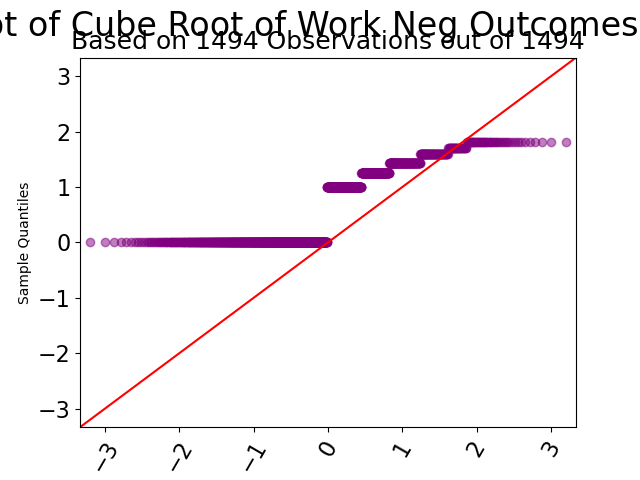 ot of Cube Root of Work Neg Outcomes
Based on 1494 Observations out of 1494
3
2
1
0
−1
−2
−3
Sample Quantiles
−3 −2 −1 0 1 2 3